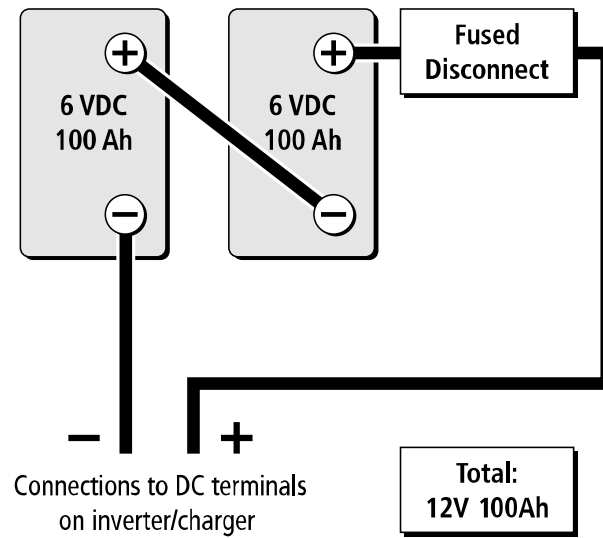 +
6 VDC
100 Ah
−
+
6 VDC
100 Ah
−
Fused
Disconnect
− +
Connections to DC terminals
on inverter/charger
Total:
12V 100Ah